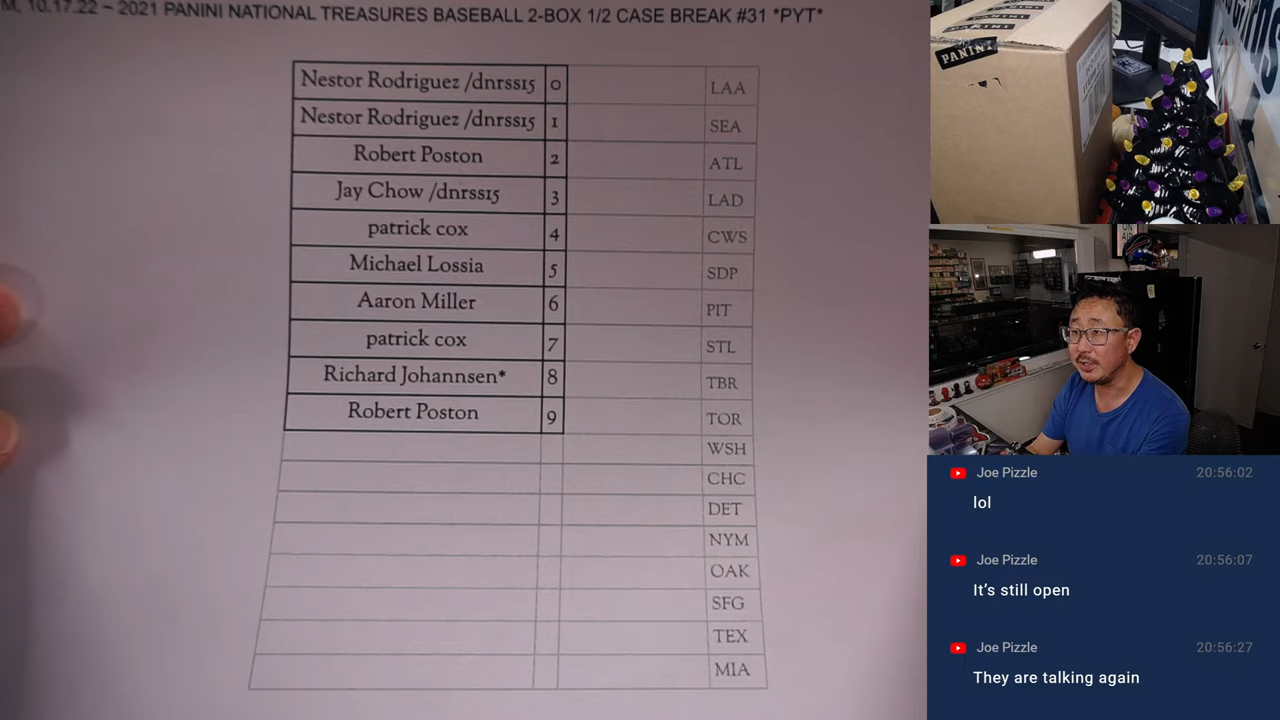 M, 10.17.22 ~ 2021 PANINI NATIONAL TREASURES BASEBALL 2-BOX 1/2 CASE BREAK #31 *PYT*
Nestor Rodriguez /dnrss15 0 LAA
Nestor Rodriguez /dnrss15 1 SEA
Robert Poston 2 ATL
Jay Chow /dnrss15 3 LAD
patrick cox 4 CWS
Michael Lossia 5 SDP
Aaron Miller 6 PIT
patrick cox 7 STL
Richard Johannsen* 8 TBR
Robert Poston 9 TOR
WSH
CHC
DET
NYM
OAK
SFG
TEX
MIA
PANINI
Joe Pizzle 20:56:02
lol
Joe Pizzle 20:56:07
It's still open
Joe Pizzle 20:56:27
They are talking again